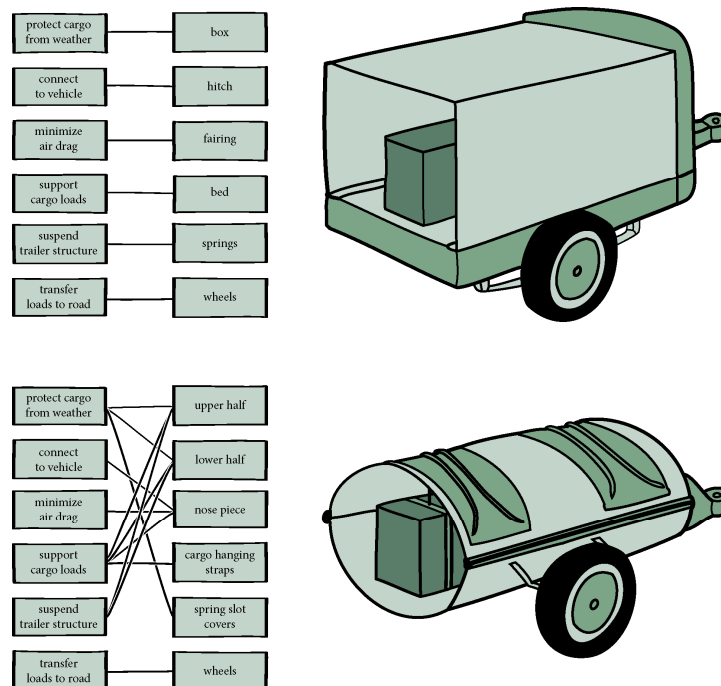 protect cargo
from weather
box
connect
to vehicle
hitch
minimize
air drag
fairing
support
cargo loads
bed
suspend
trailer structure
springs
transfer
loads to road
wheels
protect cargo
from weather
upper half
connect
to vehicle
lower half
minimize
air drag
nose piece
support
cargo loads
cargo hanging
straps
suspend
trailer structure
spring slot
covers
transfer
loads to road
wheels